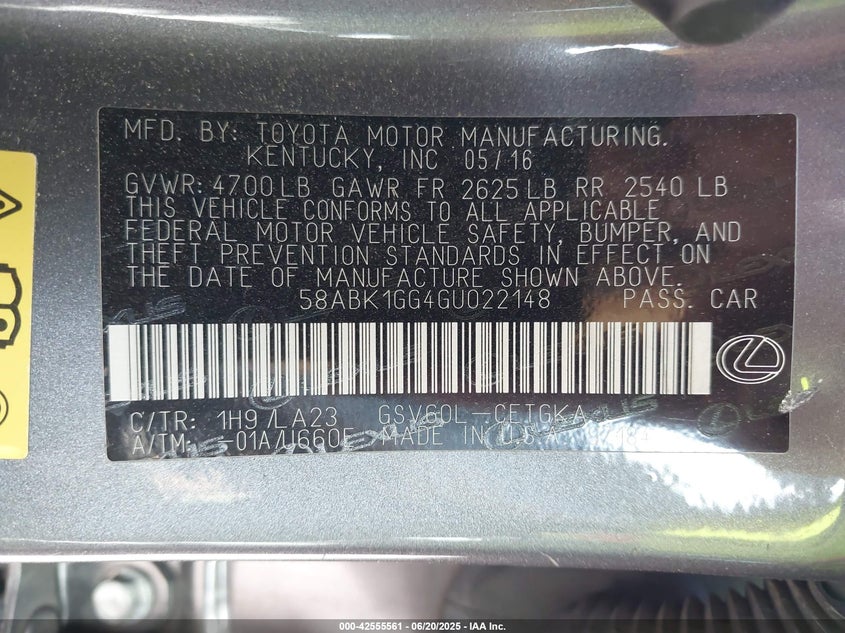 MFD. BY: TOYOTA MOTOR MANUFACTURING.
KENTUCKY, INC 05/16
GVWR: 4700LB GAWR FR 2625LB RR 2540 LB
THIS VEHICLE CONFORMS TO ALL APPLICABLE
FEDERAL MOTOR VEHICLE SAFETY, BUMPER, AND
THEFT PREVENTION STANDARDS IN EFFECT ON
THE DATE OF MANUFACTURE SHOWN ABOVE.
58ABK1GG4GU022148 PASS. CAR
C/TR: 1H9/LA23 GSV60L-CETGKA
A/TM: -01A/U660E MADE IN U.S.A.
000-42555561 | 06/20/2025 | IAA Inc.